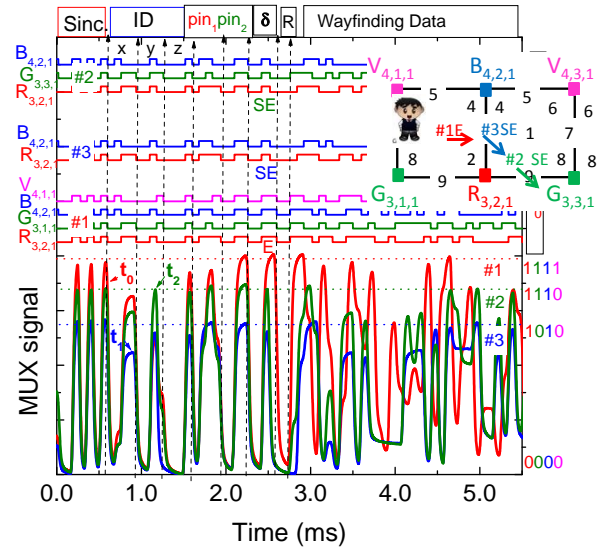 Sinc. ID pin₁pin₂ δ R Wayfinding Data
x y z
B₄,₂,₁
G₃,₃,₁ #2
R₃,₂,₁
SE
B₄,₂,₁ #3
R₃,₂,₁
SE
V₄,₁,₁
B₄,₂,₁
G₃,₁,₁ #1
R₃,₂,₁
E
V₄,₁,₁ B₄,₂,₁ V₄,₃,₁
5 5
4 4 6 6
#1E #3SE 1 7
8 2 #2 SE 8 8
9 9
G₃,₁,₁ R₃,₂,₁ G₃,₃,₁
0
t₀ t₂ t₁
#1 1111
#2 1110
#3 1010
0000
MUX signal
0.0 1.0 2.0 2.9 4.0 5.5
Time (ms)